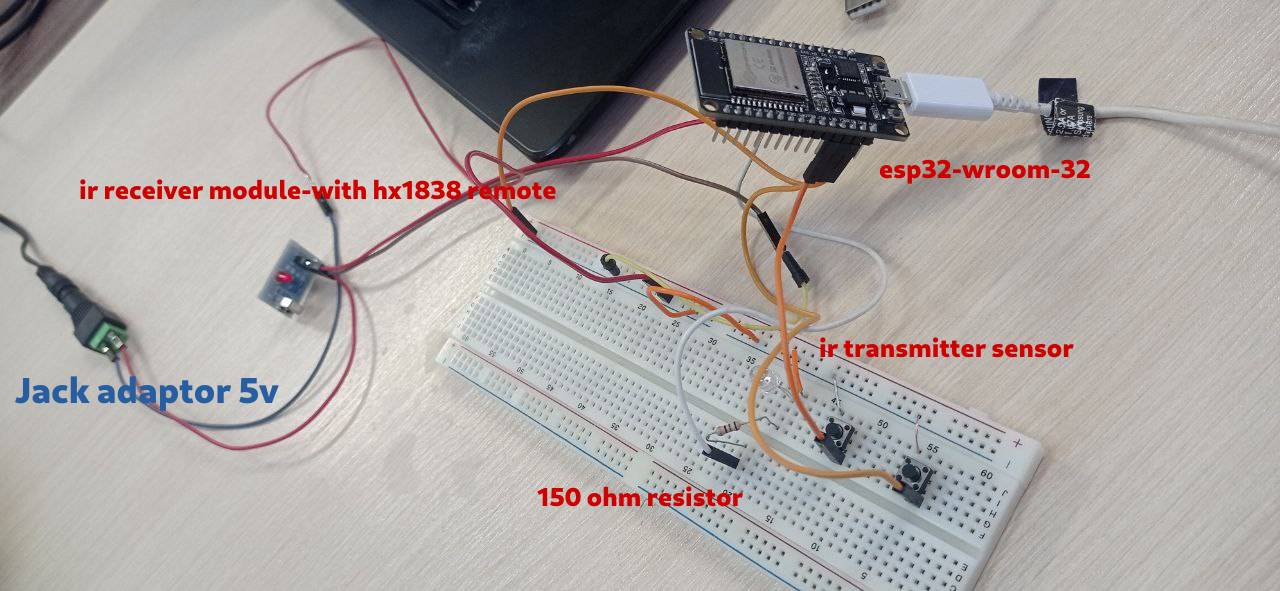 esp32-wroom-32
ir receiver module-with hx1838 remote
ir transmitter sensor
Jack adaptor 5v
150 ohm resistor